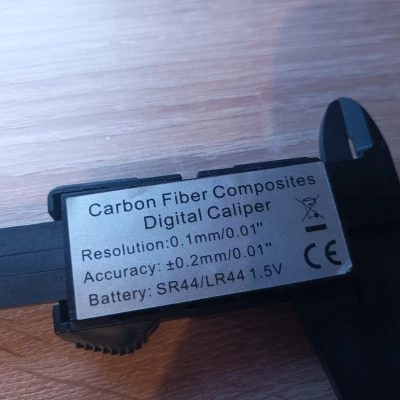 Carbon Fiber Composites
Digital Caliper
Resolution:0.1mm/0.01"
Accuracy: ±0.2mm/0.01"
Battery: SR44/LR44 1.5V
CE